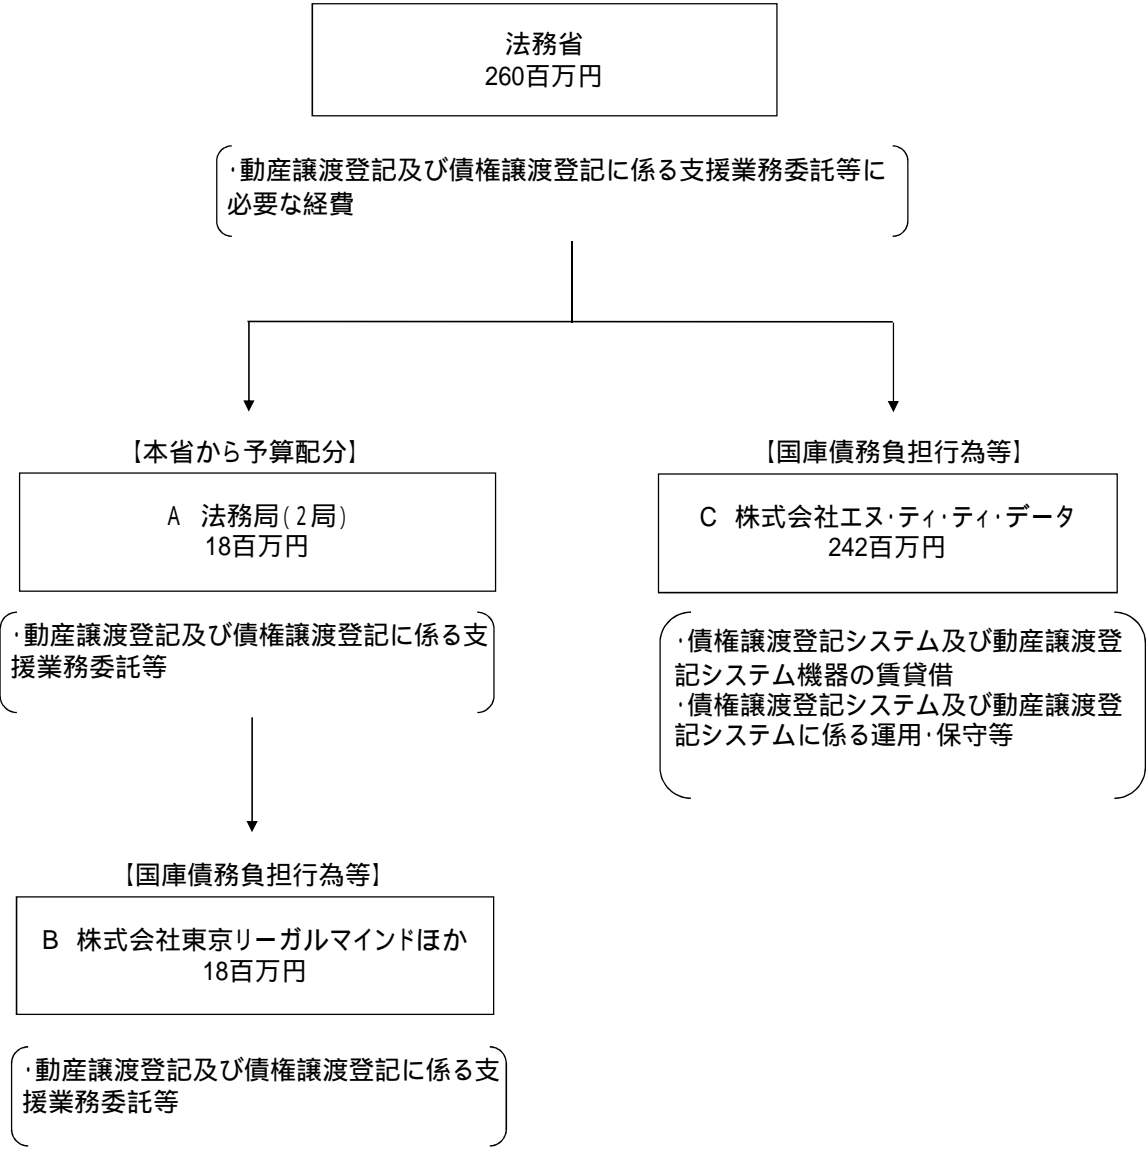 法務省
260百万円
・動産譲渡登記及び債権譲渡登記に係る支援業務委託等に
必要な経費
【本省から予算配分】
A　法務局(2局)
18百万円
・動産譲渡登記及び債権譲渡登記に係る支
援業務委託等
【国庫債務負担行為等】
B　株式会社東京リーガルマインドほか
18百万円
・動産譲渡登記及び債権譲渡登記に係る支
援業務委託等
【国庫債務負担行為等】
C　株式会社エヌ・ティ・ティ・データ
242百万円
・債権譲渡登記システム及び動産譲渡登
記システム機器の賃貸借
・債権譲渡登記システム及び動産譲渡登
記システムに係る運用・保守等